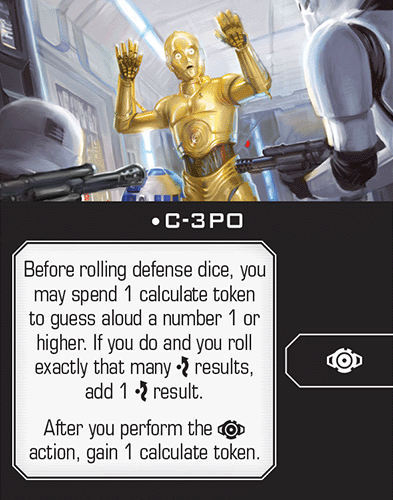 • C-3PO
Before rolling defense dice, you
may spend 1 calculate token
to guess aloud a number 1 or
higher. If you do and you roll
exactly that many results,
add 1 result.
After you perform the
action, gain 1 calculate token.